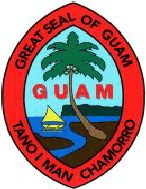 GREAT SEAL OF GUAM
GUAM
TANO I MAN CHAMORRO